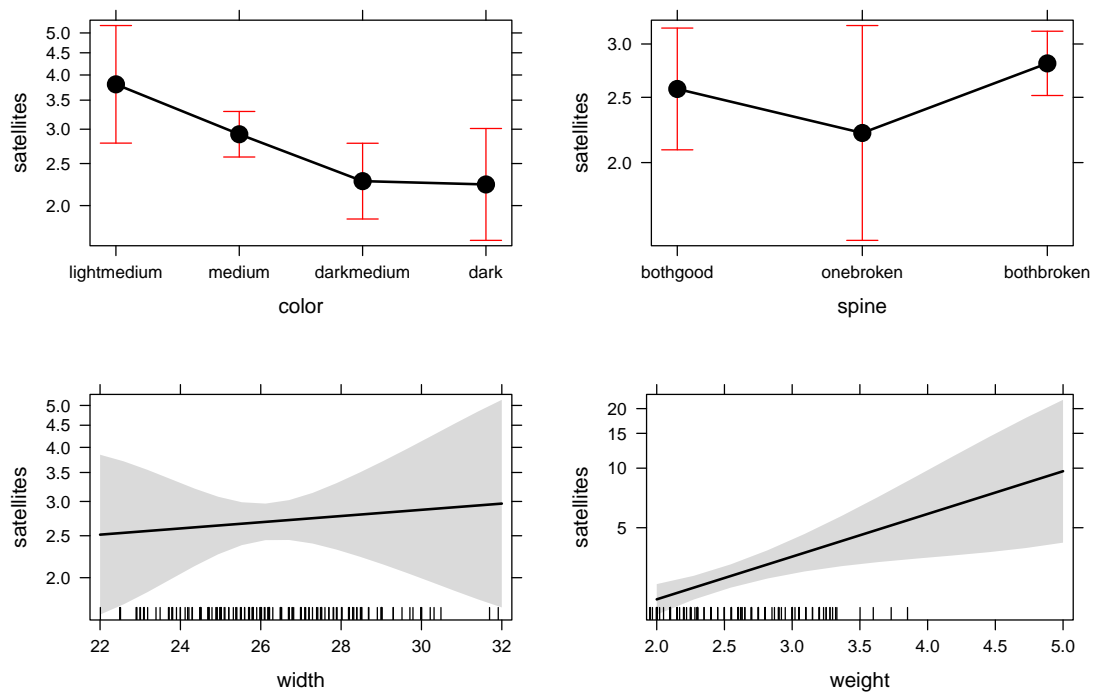 satellites
5.0
4.5
4.0
3.5
3.0
2.5
2.0
lightmedium medium darkmedium dark
color
satellites
3.0
2.5
2.0
bothgood onebroken bothbroken
spine
satellites
5.0
4.5
4.0
3.5
3.0
2.5
2.0
22 24 26 28 30 32
width
satellites
20
15
10
5
2.0 2.5 3.0 3.5 4.0 4.5 5.0
weight